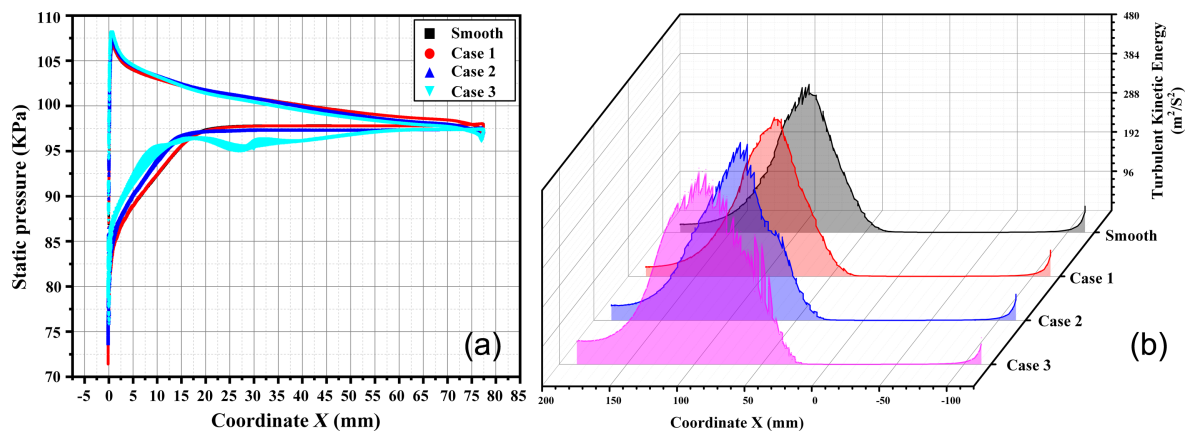 110
105
100
95
90
85
80
75
70
Static pressure (KPa)
-5 0 5 10 15 20 25 30 35 40 45 50 55 60 65 70 75 80 85
Coordinate X (mm)
Smooth
Case 1
Case 2
Case 3
(a)
480
384
288
192
96
Turbulent Kinetic Energy
(m²/S²)
Smooth
Case 1
Case 2
Case 3
200 150 100 50 0 -50 -100
Coordinate X (mm)
(b)